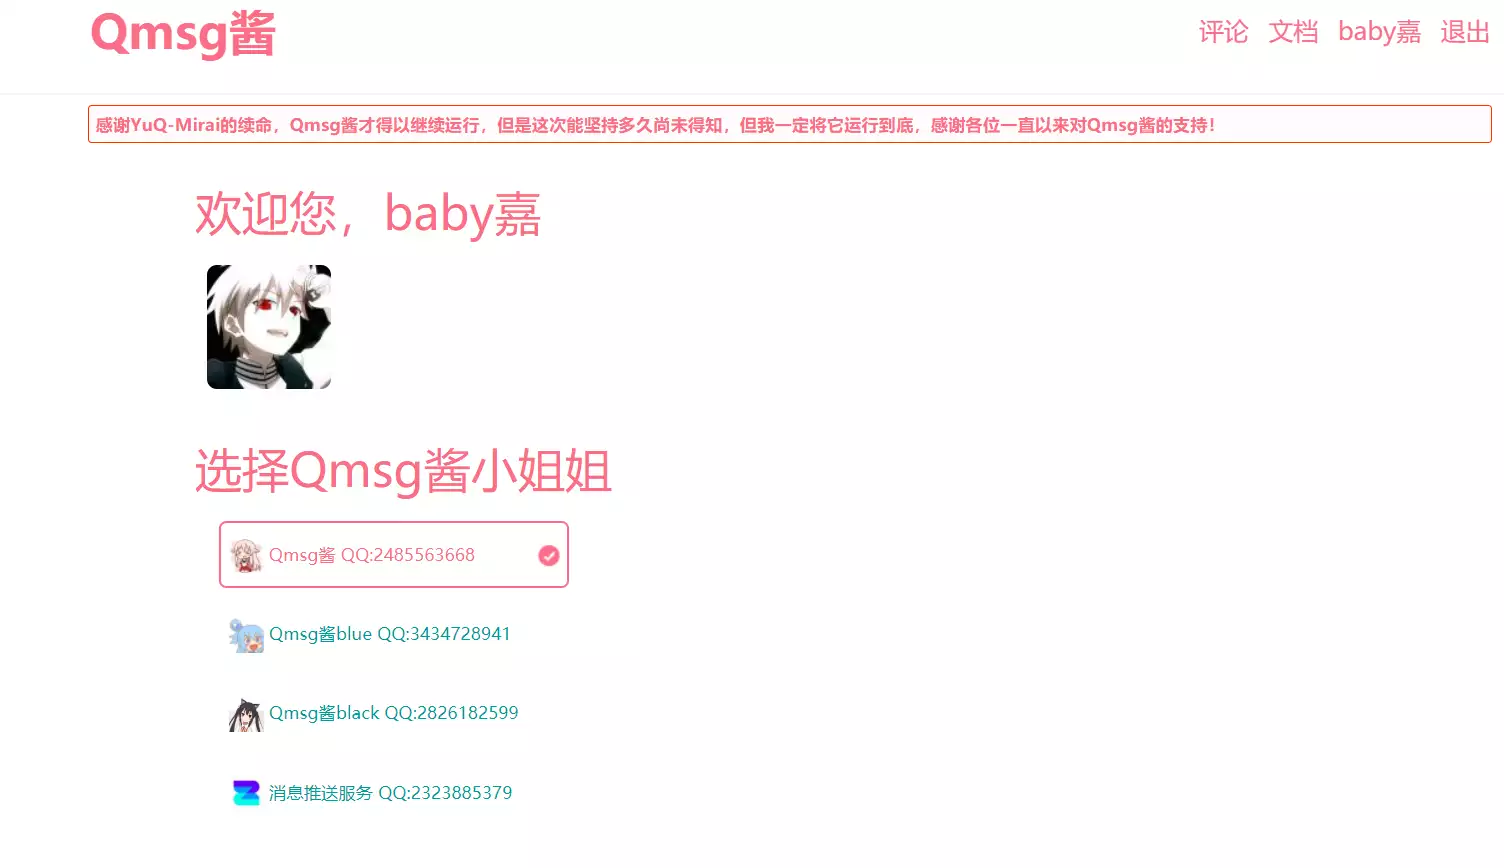 Qmsg酱
评论 文档 baby嘉 退出
感谢YuQ-Mirai的续命，Qmsg酱才得以继续运行，但是这次能坚持多久尚未得知，但我一定将它运行到底，感谢各位一直以来对Qmsg酱的支持！
欢迎您，baby嘉
选择Qmsg酱小姐姐
Qmsg酱 QQ:2485563668
Qmsg酱blue QQ:3434728941
Qmsg酱black QQ:2826182599
消息推送服务 QQ:2323885379